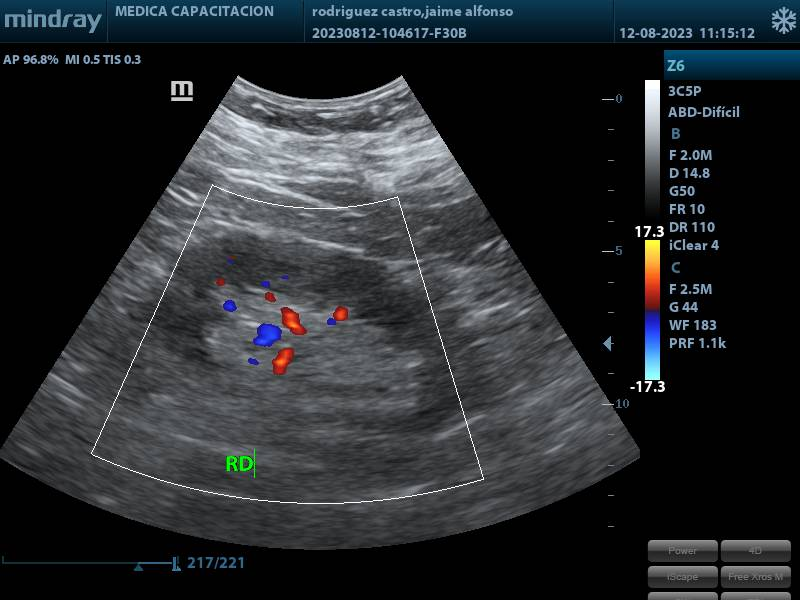 mindray
MEDICA CAPACITACION
rodriguez castro,jaime alfonso
20230812-104617-F30B
12-08-2023 11:15:12
AP 96.8% MI 0.5 TIS 0.3
m
Z6
3C5P
ABD-Difícil
B
F 2.0M
D 14.8
G50
FR 10
DR 110
iClear 4
C
F 2.5M
G 44
WF 183
PRF 1.1k
0
5
10
17.3
-17.3
RD
217/221
Power
4D
iScape
Free Xros M